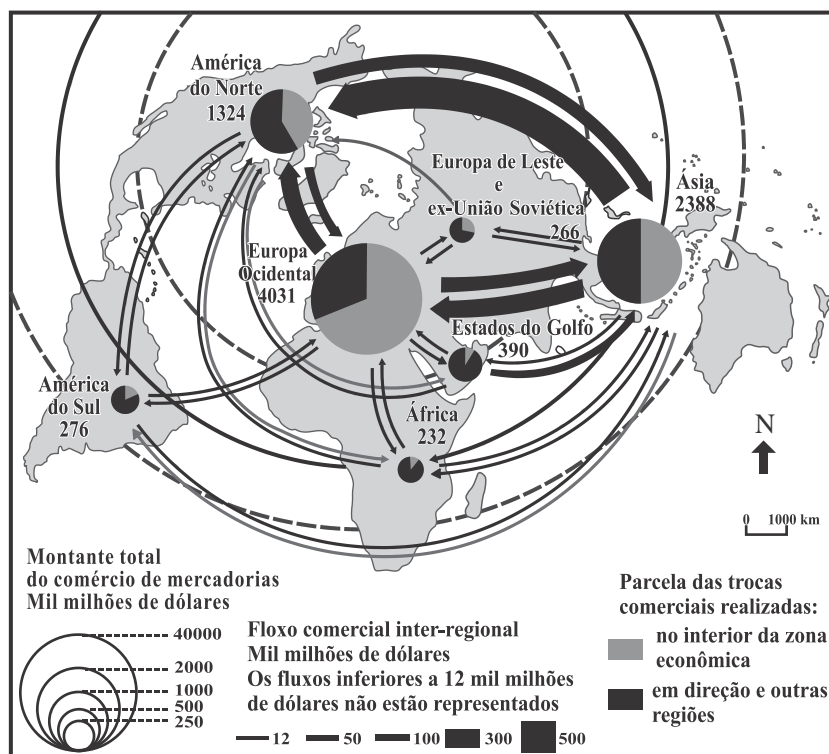 América
do Norte
1324
Europa de Leste
e
ex-União Soviética
266
Ásia
2388
Europa
Ocidental
4031
Estados do Golfo
390
América
do Sul
276
África
232
N
0 1000 km
Montante total
do comércio de mercadorias
Mil milhões de dólares
40000
2000
1000
500
250
Floxo comercial inter-regional
Mil milhões de dólares
Os fluxos inferiores a 12 mil milhões
de dólares não estão representados
12 50 100 300 500
Parcela das trocas
comerciais realizadas:
no interior da zona
econômica
em direção e outras
regiões